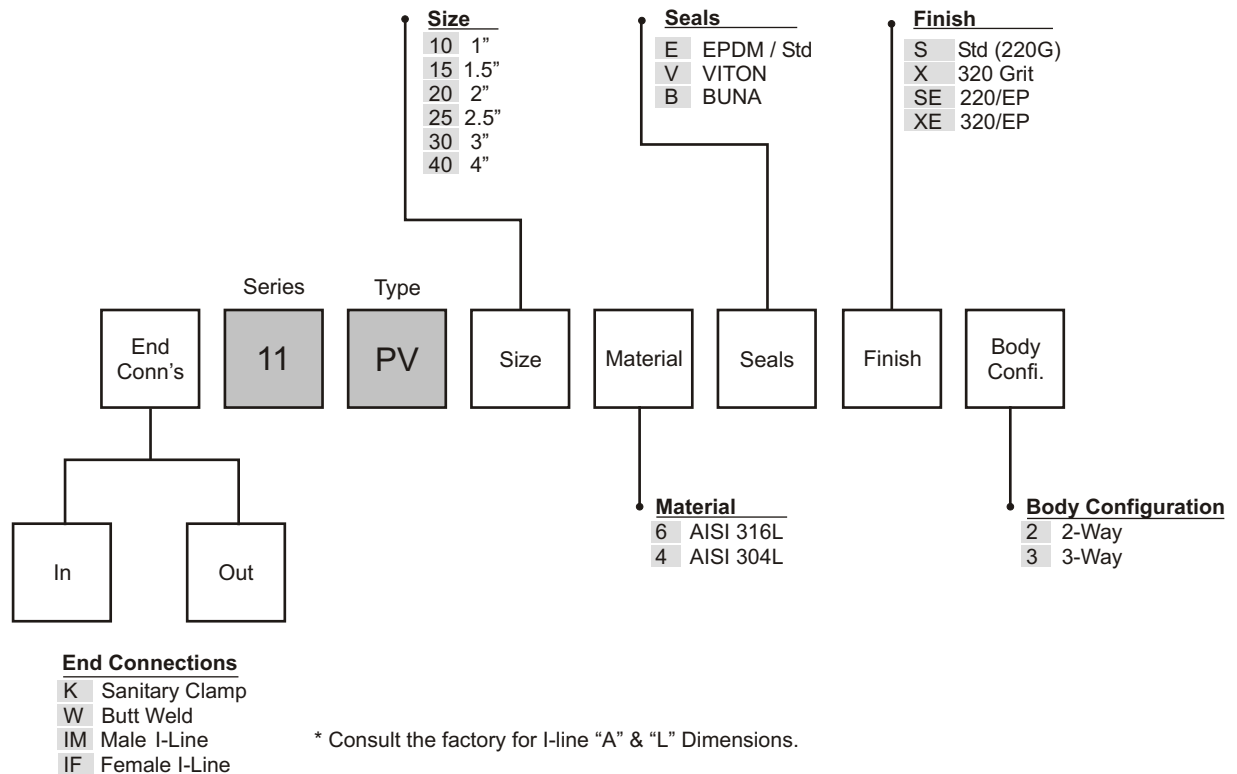 Size
10 1”
15 1.5”
20 2”
25 2.5”
30 3”
40 4”
Seals
E EPDM / Std
V VITON
B BUNA
Finish
S Std (220G)
X 320 Grit
SE 220/EP
XE 320/EP
Series
Type
End
Conn's
11
PV
Size
Material
Seals
Finish
Body
Confi.
In
Out
Material
6 AISI 316L
4 AISI 304L
Body Configuration
2 2-Way
3 3-Way
End Connections
K Sanitary Clamp
W Butt Weld
IM Male I-Line
IF Female I-Line
* Consult the factory for I-line “A” & “L” Dimensions.